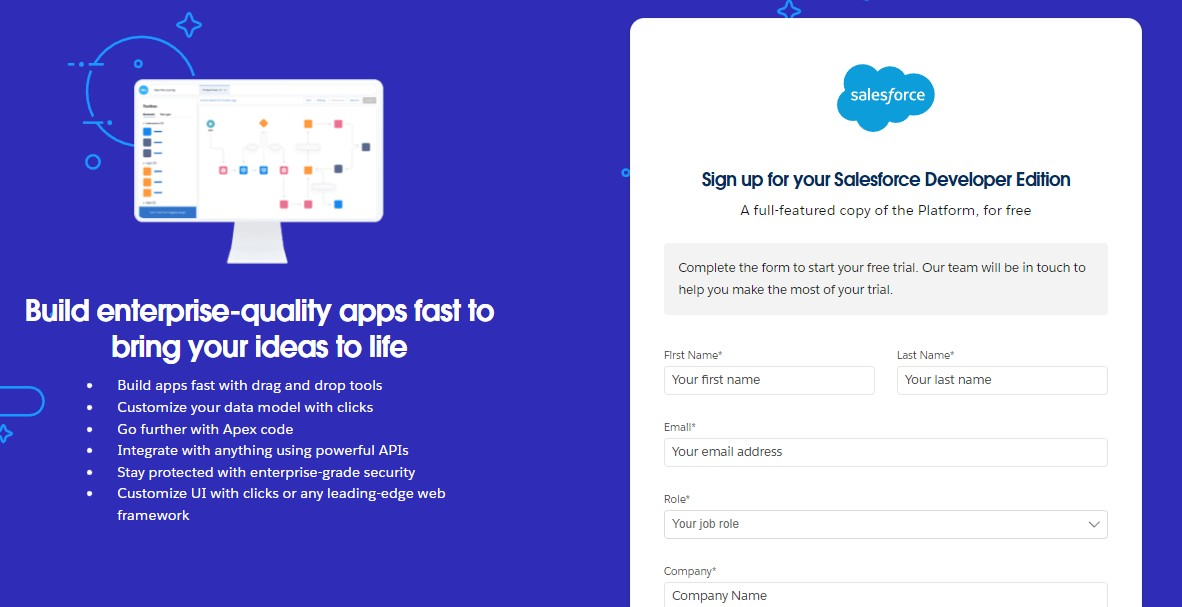 Build enterprise-quality apps fast to
bring your ideas to life
• Build apps fast with drag and drop tools
• Customize your data model with clicks
• Go further with Apex code
• Integrate with anything using powerful APIs
• Stay protected with enterprise-grade security
• Customize UI with clicks or any leading-edge web
framework
salesforce
Sign up for your Salesforce Developer Edition
A full-featured copy of the Platform, for free
Complete the form to start your free trial. Our team will be in touch to
help you make the most of your trial.
First Name* Last Name*
Your first name Your last name
Email*
Your email address
Role*
Your job role
Company*
Company Name